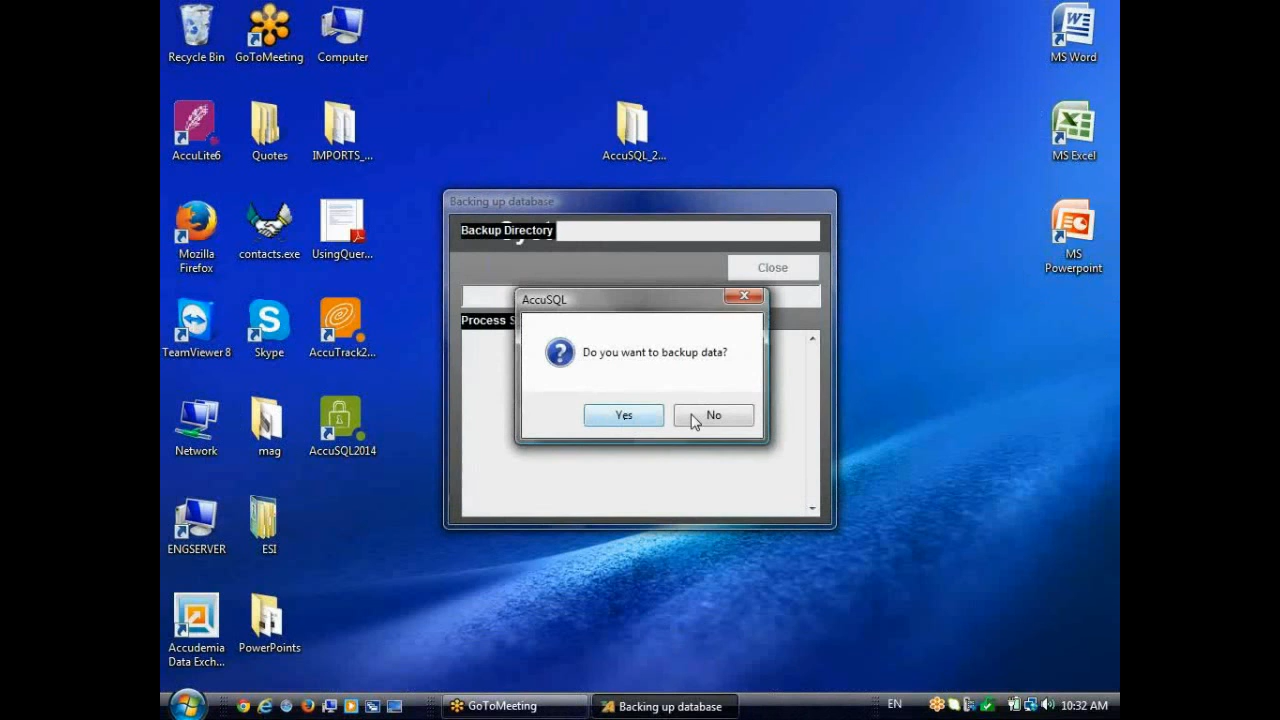 Recycle Bin
GoToMeeting
Computer
MS Word
AccuLite6
Quotes
IMPORTS_...
AccuSQL_2...
MS Excel
Backing up database
Backup Directory
Mozilla
Firefox
contacts.exe
UsingQuer...
MS
Powerpoint
Close
AccuSQL
Process S
TeamViewer 8
Skype
AccuTrack2...
Do you want to backup data?
Yes
No
Network
mag
AccuSQL2014
ENGSERVER
ESI
Accudemia
Data Exch...
PowerPoints
GoToMeeting
Backing up database
EN
10:32 AM